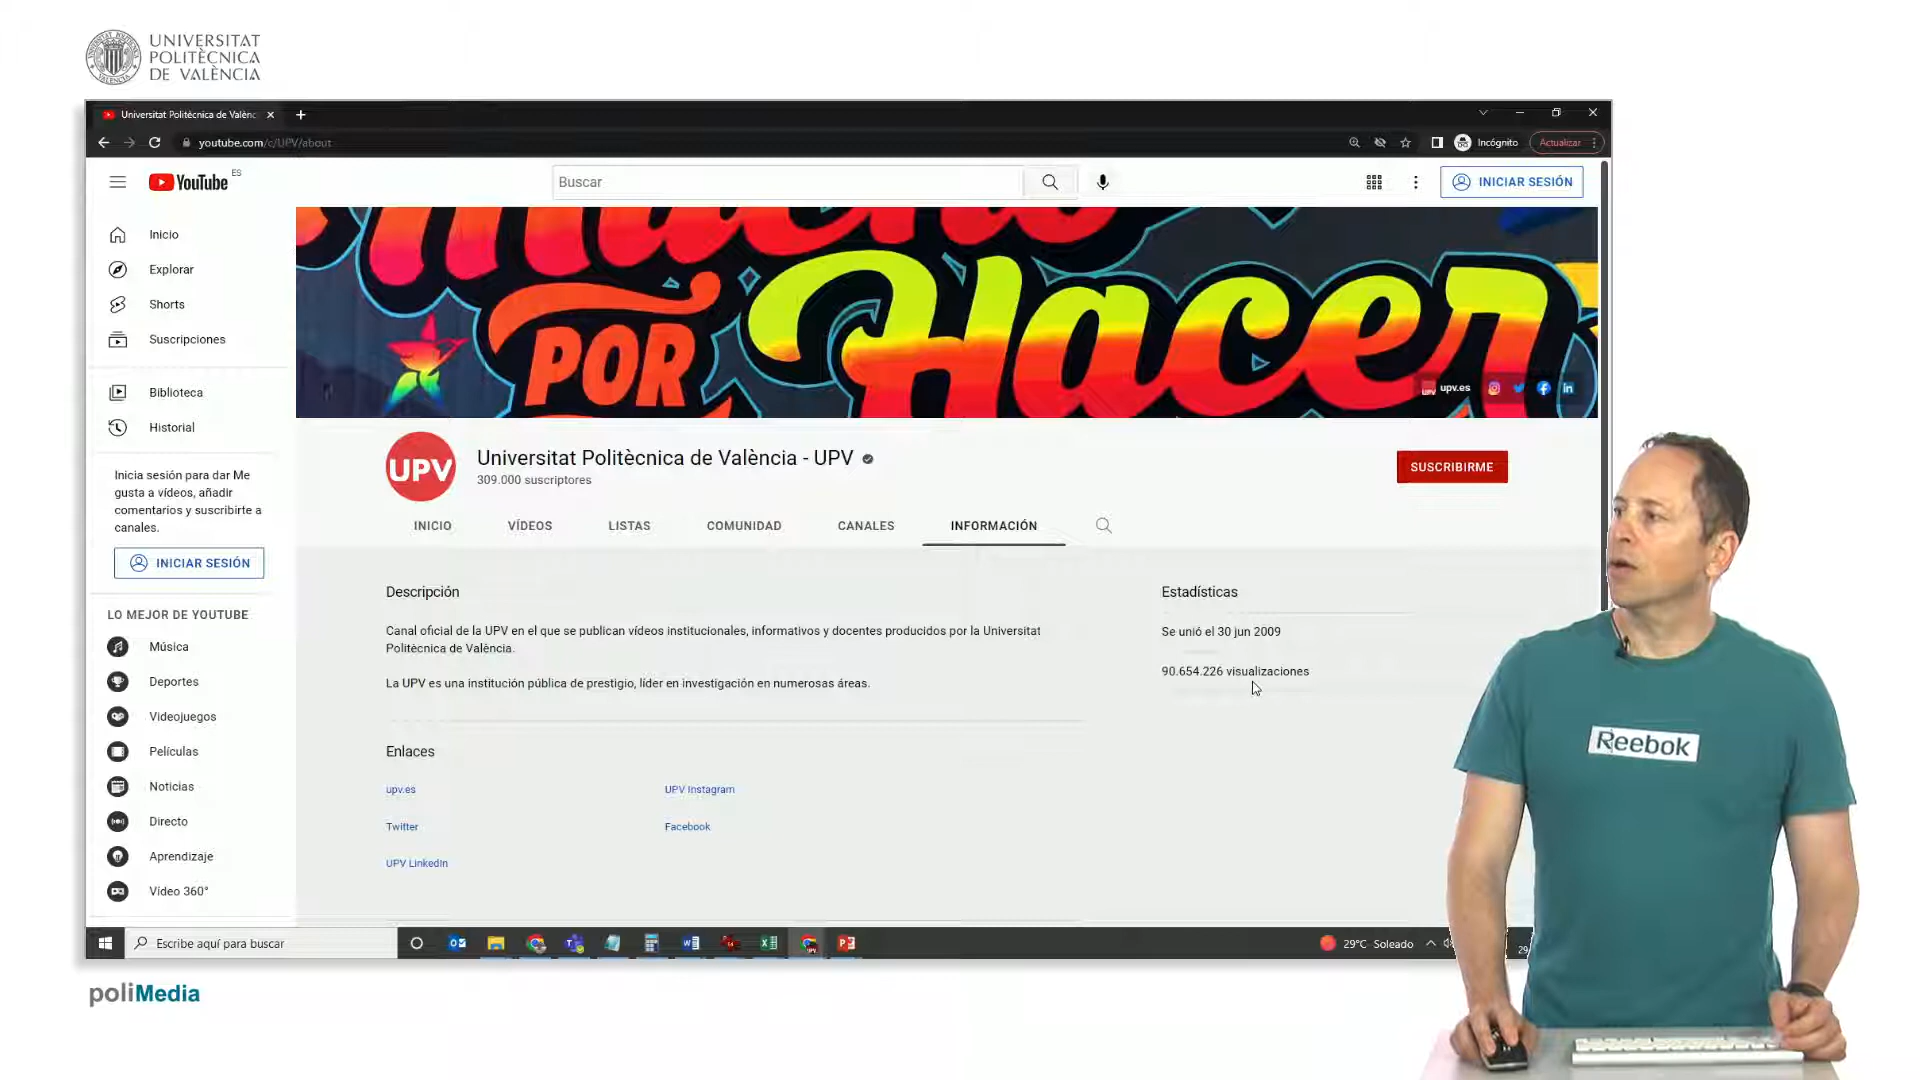 UNIVERSITAT
POLITÈCNICA
DE VALÈNCIA
Universitat Politècnica de Valènc
youtube.com/c/UPV/about
Incógnito
Actualizar
YouTube ES
Buscar
INICIAR SESIÓN
Inicio
Explorar
Shorts
Suscripciones
Biblioteca
Historial
Inicia sesión para dar Me
gusta a vídeos, añadir
comentarios y suscribirte a
canales.
INICIAR SESIÓN
LO MEJOR DE YOUTUBE
Música
Deportes
Videojuegos
Películas
Noticias
Directo
Aprendizaje
Vídeo 360°
Mucho
POR Hacer
upv.es
UPV
Universitat Politècnica de València - UPV
309.000 suscriptores
SUSCRIBIRME
INICIO VÍDEOS LISTAS COMUNIDAD CANALES INFORMACIÓN
Descripción
Canal oficial de la UPV en el que se publican vídeos institucionales, informativos y docentes producidos por la Universitat
Politècnica de València.
La UPV es una institución pública de prestigio, líder en investigación en numerosas áreas.
Enlaces
upv.es UPV Instagram
Twitter Facebook
UPV LinkedIn
Estadísticas
Se unió el 30 jun 2009
90.654.226 visualizaciones
Reebok
Escribe aquí para buscar
29°C Soleado
29
poliMedia